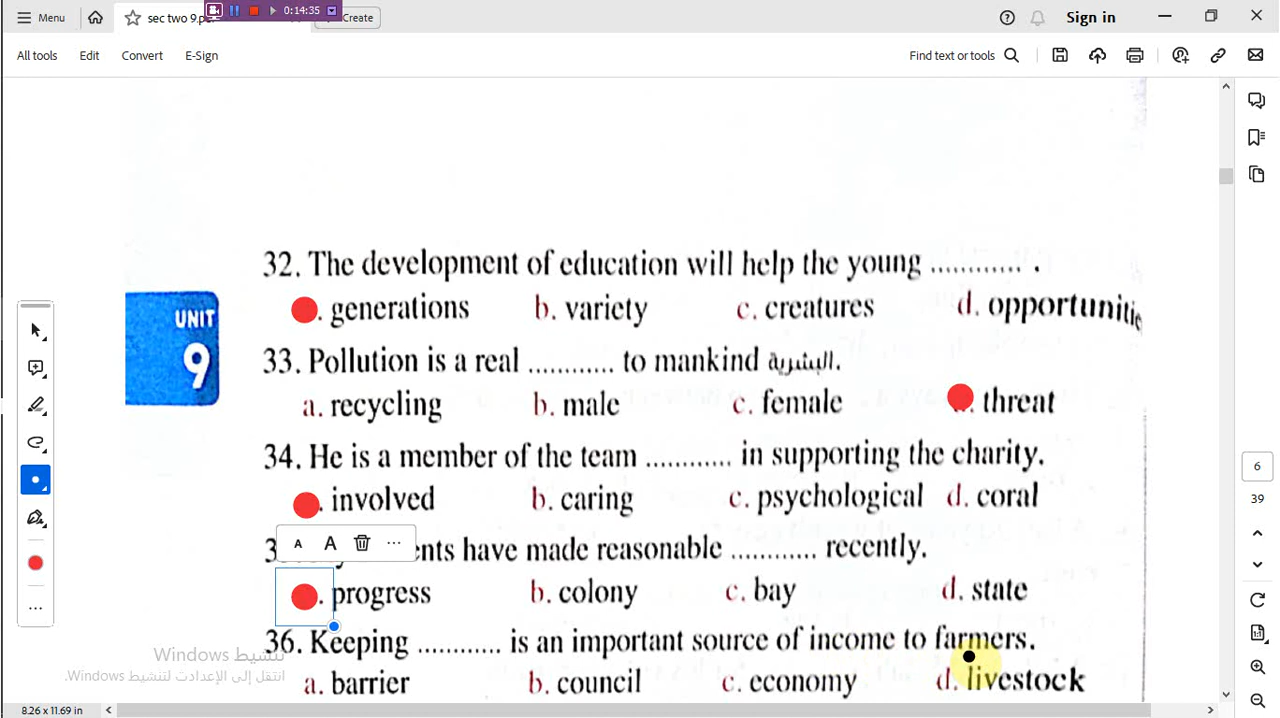 Menu
sec two 9.p
0:14:35
Create
Sign in
All tools
Edit
Convert
E-Sign
Find text or tools
UNIT
9
32. The development of education will help the young ............ .
. generations b. variety c. creatures d. opportunitie
33. Pollution is a real ............ to mankind البشرية.
a. recycling b. male c. female threat
34. He is a member of the team ............ in supporting the charity.
. involved b. caring c. psychological d. coral
A A ...
3 nts have made reasonable ............ recently.
. progress b. colony c. bay d. state
36. Keeping ............ is an important source of income to farmers.
a. barrier b. council c. economy d. livestock
تنشيط Windows
انتقل إلى الإعدادات لتنشيط Windows.
6
39
8.26 x 11.69 in